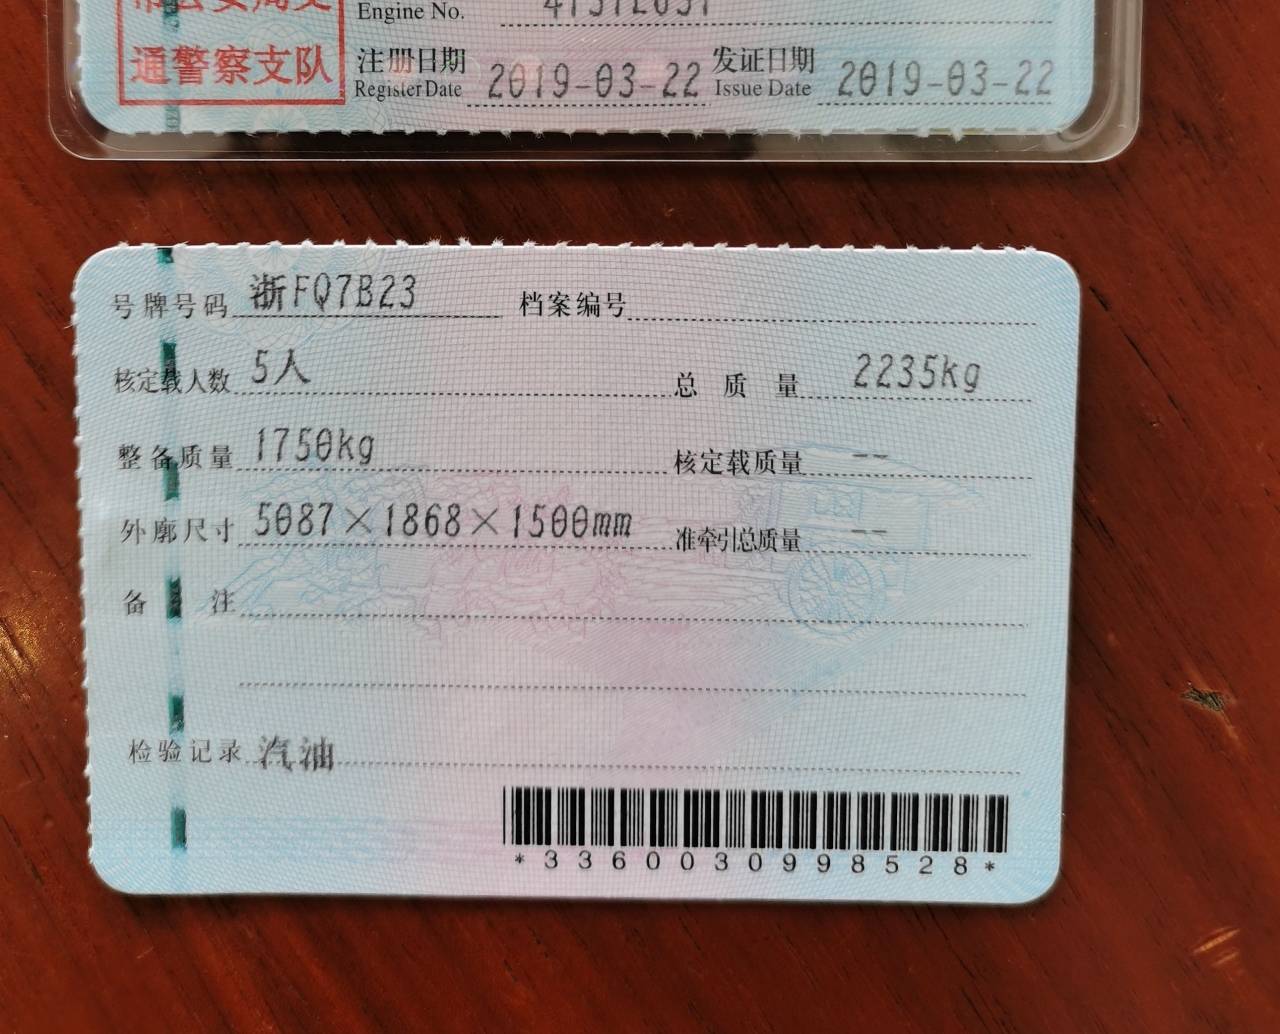 Engine No.
通警察支队
注册日期 2019-03-22 发证日期 2019-03-22
Register Date Issue Date
号牌号码 浙FQ7B23 档案编号
核定载人数 5人 总质量 2235kg
整备质量 1750kg 核定载质量 --
外廓尺寸 5087×1868×1500mm 准牵引总质量 --
备注
检验记录 汽油
*3360030998528*